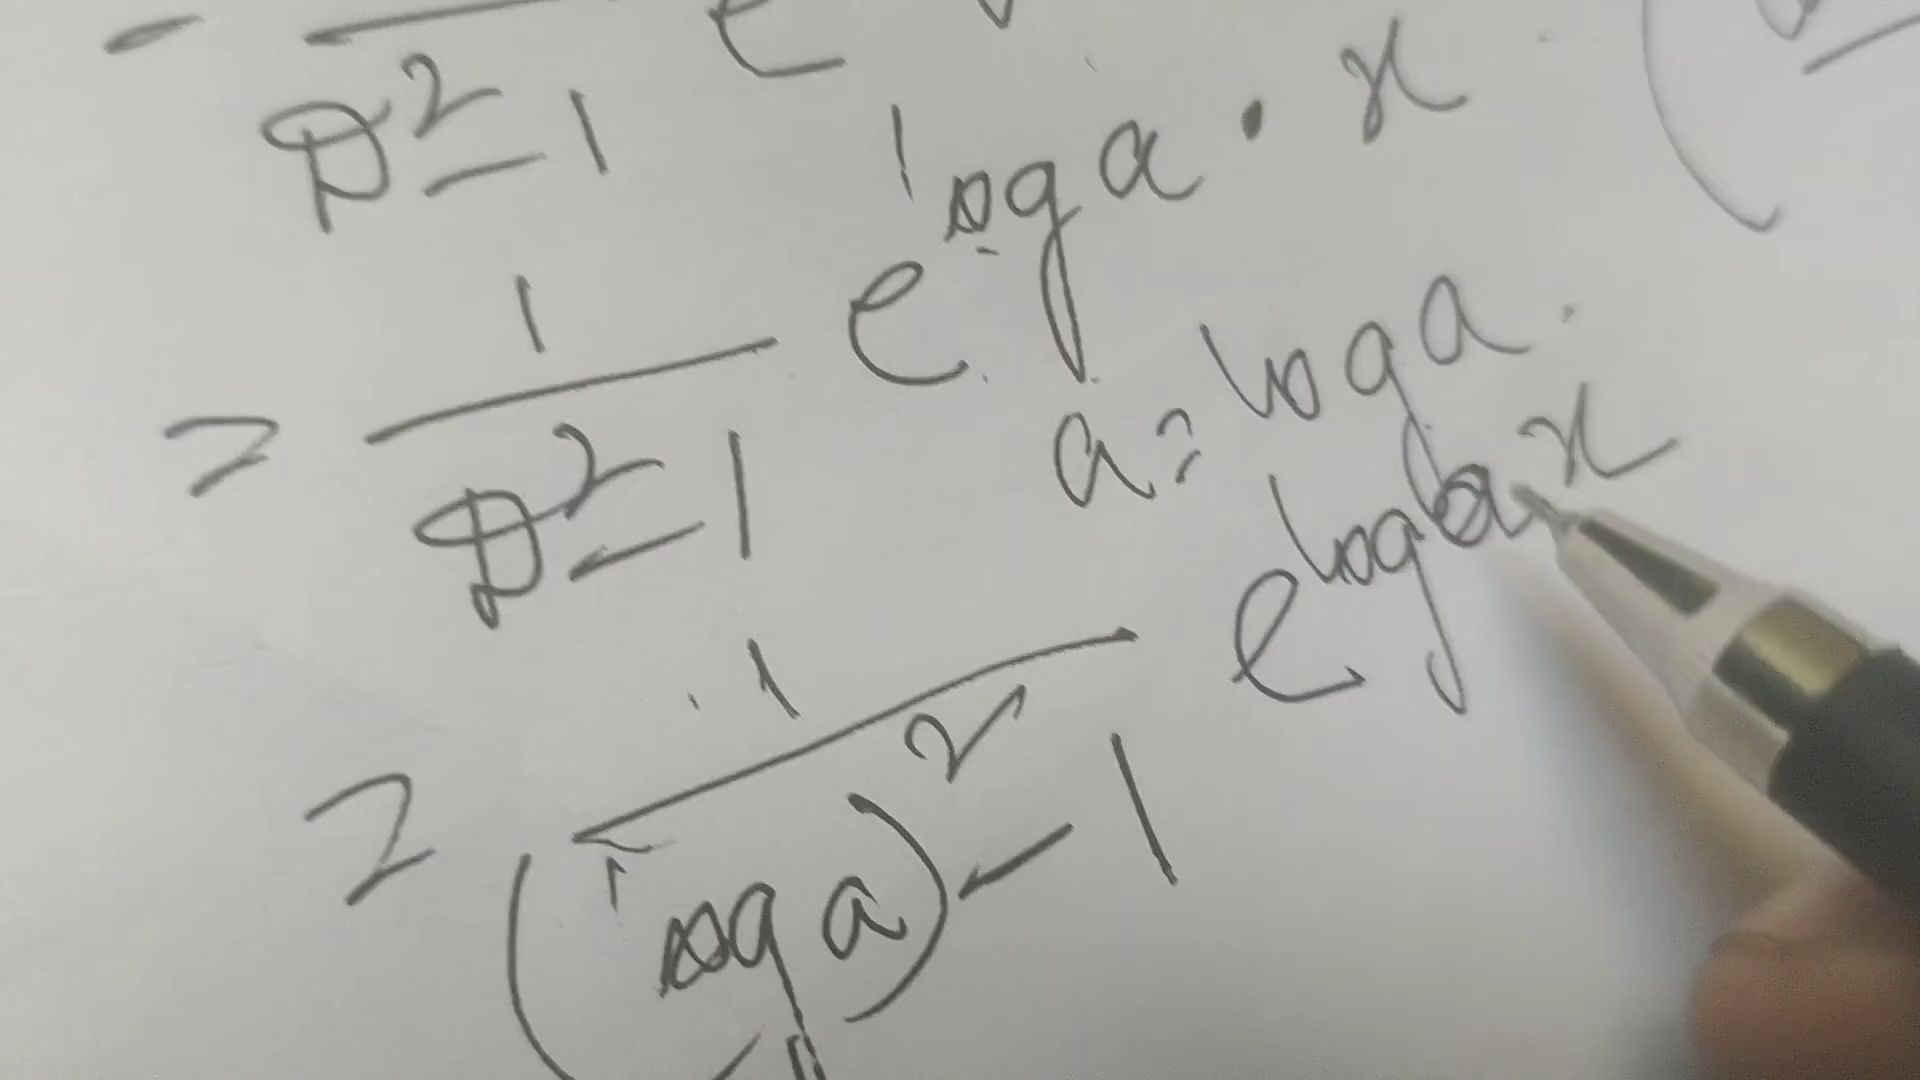 - ―― e
D² - 1
= 1/(D² - 1) e^{log a · x}
a = log a
= 1/((log a)² - 1) e^{log a x}